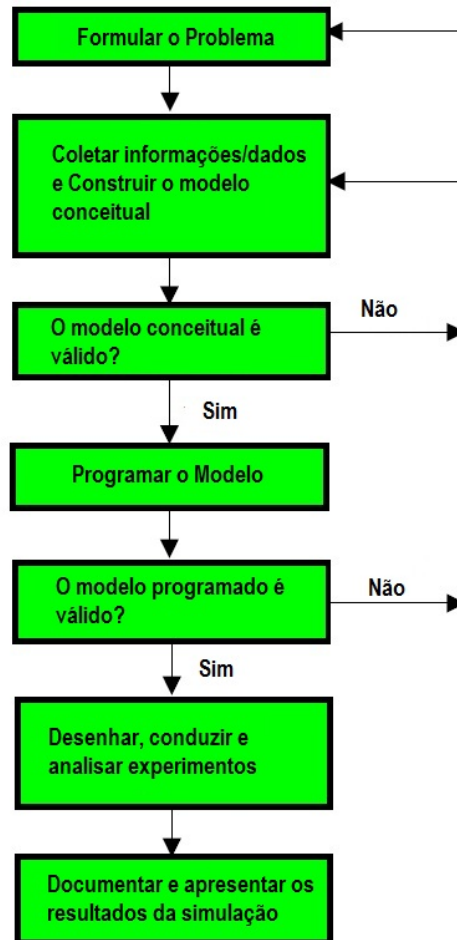 Formular o Problema
Coletar informações/dados
e Construir o modelo
conceitual
O modelo conceitual é
válido?
Não
Sim
Programar o Modelo
O modelo programado é
válido?
Não
Sim
Desenhar, conduzir e
analisar experimentos
Documentar e apresentar os
resultados da simulação